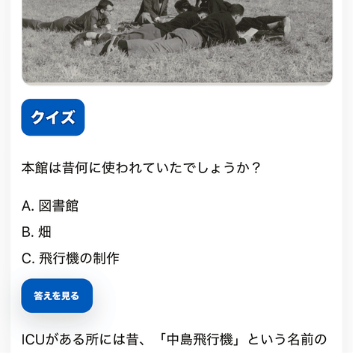 クイズ
本館は昔何に使われていたでしょうか？
A. 図書館
B. 畑
C. 飛行機の制作
答えを見る
ICUがある所には昔、「中島飛行機」という名前の